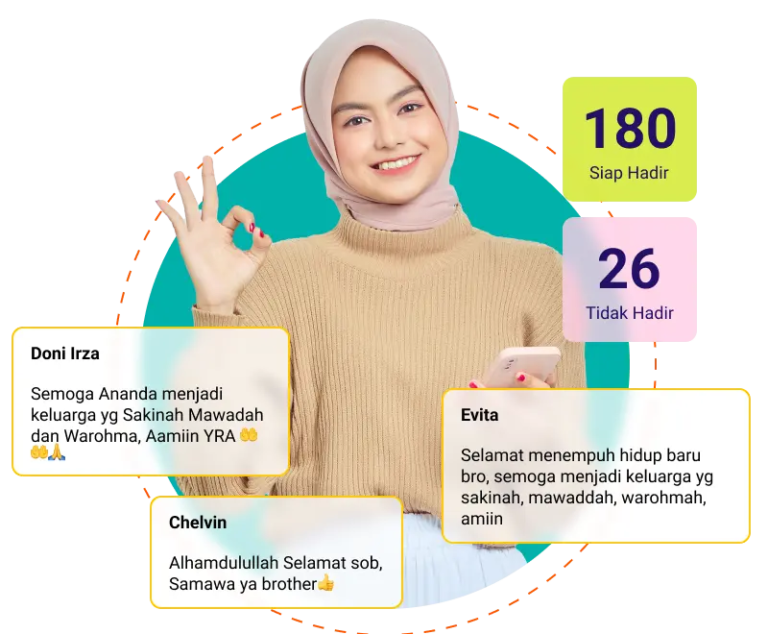 180
Siap Hadir
26
Tidak Hadir
Doni Irza
Semoga Ananda menjadi
keluarga yg Sakinah Mawadah
dan Warohma, Aamiin YRA 🤲
🤲🙏
Evita
Selamat menempuh hidup baru
bro, semoga menjadi keluarga yg
sakinah, mawaddah, warohmah,
amiin
Chelvin
Alhamdulullah Selamat sob,
Samawa ya brother👍